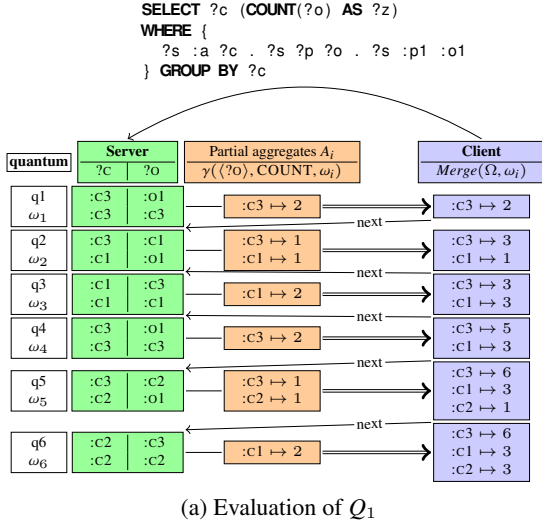 SELECT ?c (COUNT(?o) AS ?z)
WHERE {
?s :a ?c . ?s ?p ?o . ?s :p1 :o1
} GROUP BY ?c
quantum
Server
?C ?O
Partial aggregates A_i
γ(⟨?o⟩, COUNT, ω_i)
Client
Merge(Ω, ω_i)
q1 :C3 :O1
ω_1 :C3 :C3
:C3 ↦ 2
:C3 ↦ 2
next
q2 :C3 :C1
ω_2 :C1 :O1
:C3 ↦ 1
:C1 ↦ 1
:C3 ↦ 3
:C1 ↦ 1
next
q3 :C1 :C3
ω_3 :C1 :C1
:C1 ↦ 2
:C3 ↦ 3
:C1 ↦ 3
next
q4 :C3 :O1
ω_4 :C3 :C3
:C3 ↦ 2
:C3 ↦ 5
:C1 ↦ 3
next
q5 :C3 :C2
ω_5 :C2 :O1
:C3 ↦ 1
:C2 ↦ 1
:C3 ↦ 6
:C1 ↦ 3
:C2 ↦ 1
next
q6 :C2 :C3
ω_6 :C2 :C2
:C1 ↦ 2
:C3 ↦ 6
:C1 ↦ 3
:C2 ↦ 3
(a) Evaluation of Q_1